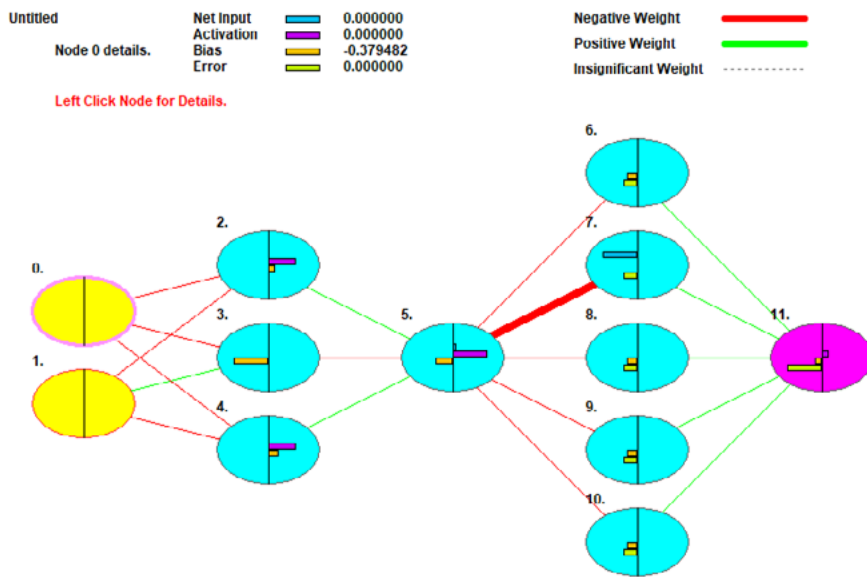 Untitled
Node 0 details.
Net Input 0.000000
Activation 0.000000
Bias -0.379482
Error 0.000000
Negative Weight
Positive Weight
Insignificant Weight
Left Click Node for Details.
0.
1.
2.
3.
4.
5.
6.
7.
8.
9.
10.
11.